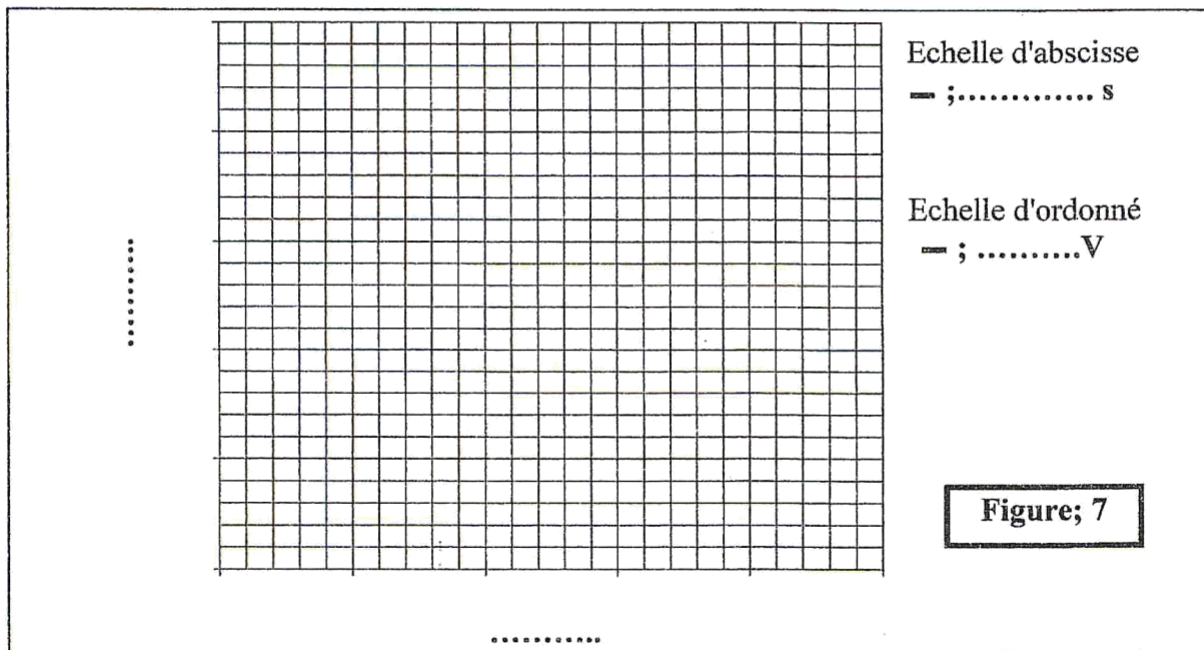 Echelle d'abscisse
– ;............. s
Echelle d'ordonné
– ; ..........V
...........
Figure; 7
...........